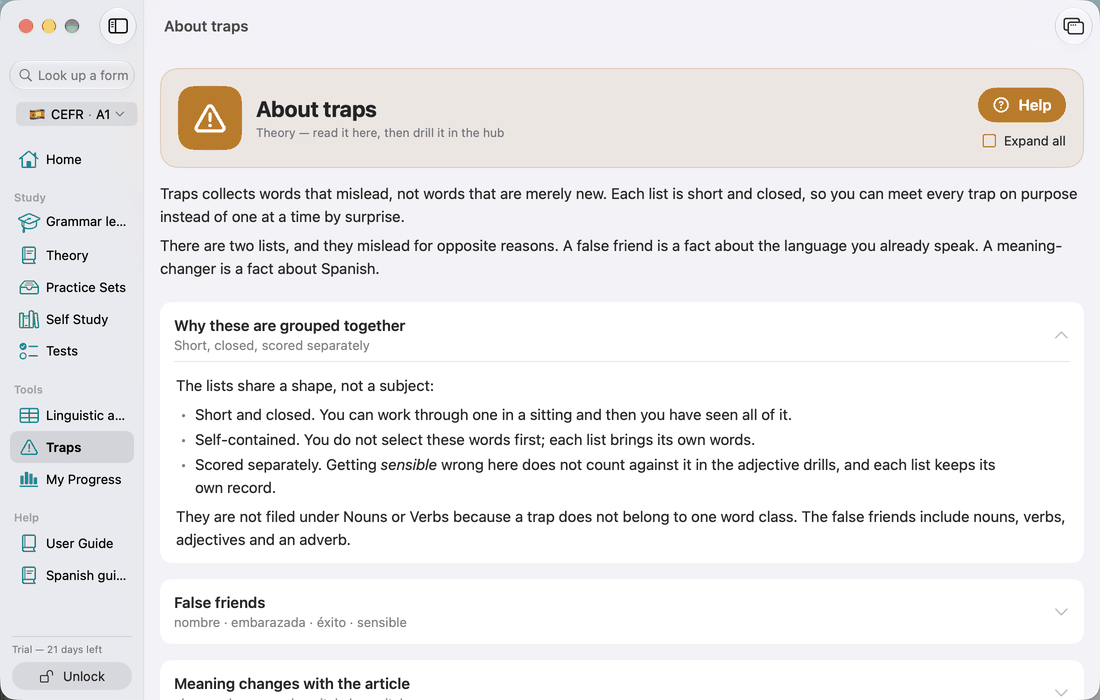 About traps
Look up a form
CEFR · A1
Home
Study
Grammar le...
Theory
Practice Sets
Self Study
Tests
Tools
Linguistic a...
Traps
My Progress
Help
User Guide
Spanish gui...
Trial — 21 days left
Unlock
About traps
Theory — read it here, then drill it in the hub
Help
Expand all
Traps collects words that mislead, not words that are merely new. Each list is short and closed, so you can meet every trap on purpose
instead of one at a time by surprise.
There are two lists, and they mislead for opposite reasons. A false friend is a fact about the language you already speak. A meaning-
changer is a fact about Spanish.
Why these are grouped together
Short, closed, scored separately
The lists share a shape, not a subject:
• Short and closed. You can work through one in a sitting and then you have seen all of it.
• Self-contained. You do not select these words first; each list brings its own words.
• Scored separately. Getting sensible wrong here does not count against it in the adjective drills, and each list keeps its
own record.
They are not filed under Nouns or Verbs because a trap does not belong to one word class. The false friends include nouns, verbs,
adjectives and an adverb.
False friends
nombre · embarazada · éxito · sensible
Meaning changes with the article